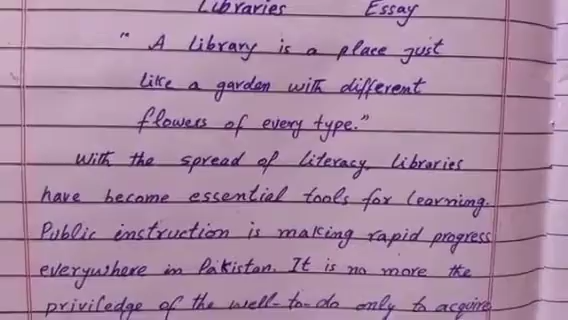 Libraries Essay
" A library is a place just
like a garden with different
flowers of every type."
With the spread of literacy, libraries
have become essential tools for learning.
Public instruction is making rapid progress
everywhere in Pakistan. It is no more the
priviledge of the well-to-do only to acquire